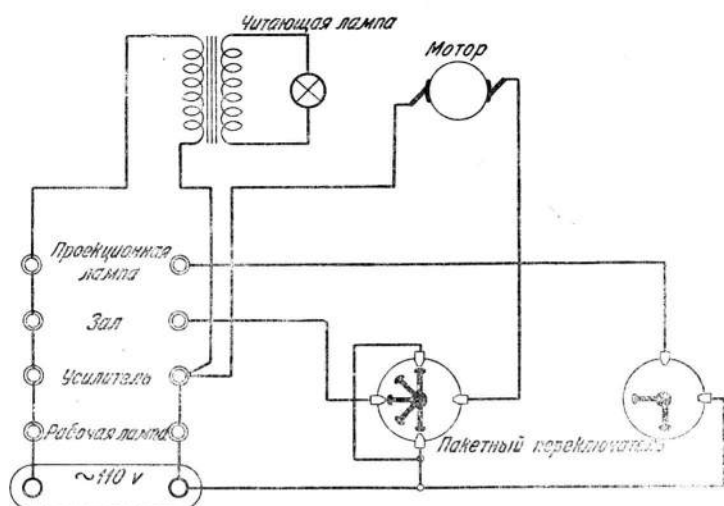 Читающая лампа
Мотор
Проекционная
лампа
Зал
Усилитель
Рабочая лампа
Пакетный переключатель
~110 v